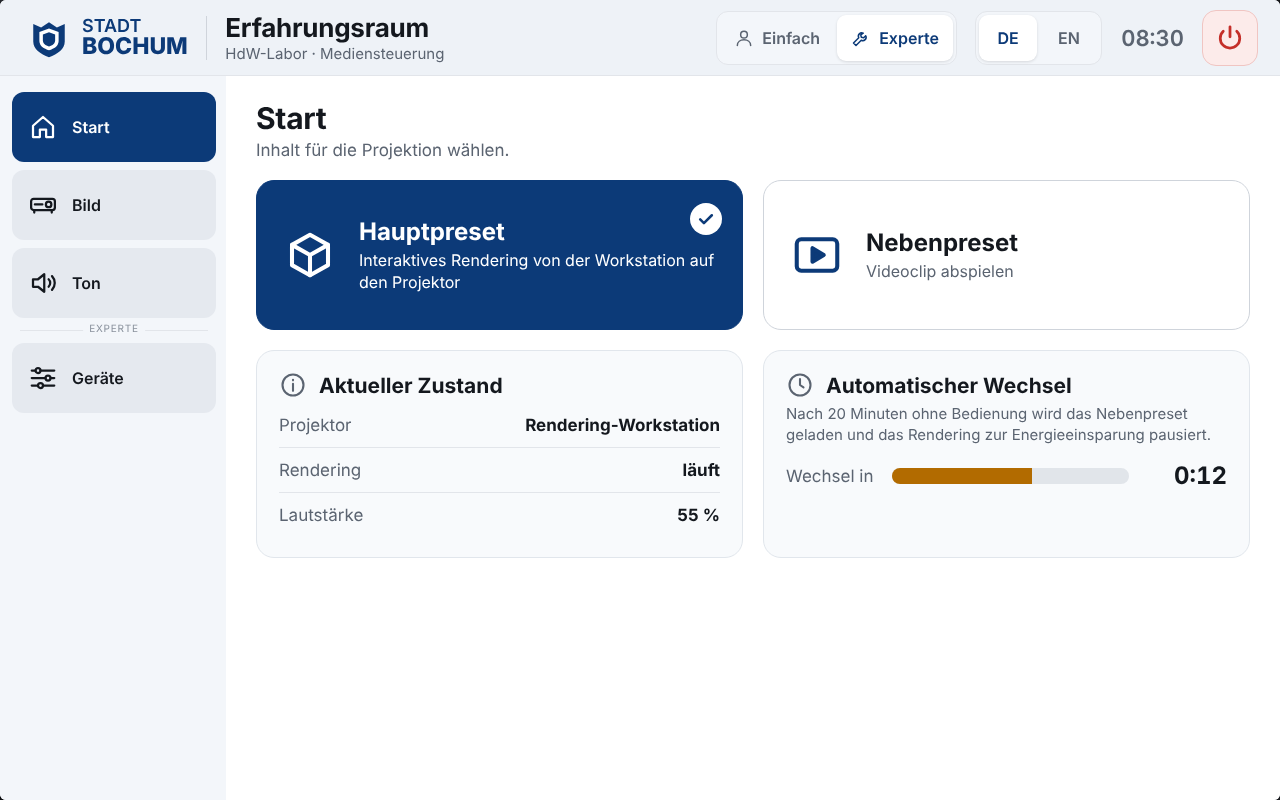 STADT
BOCHUM
Erfahrungsraum
HdW-Labor · Mediensteuerung
Einfach
Experte
DE
EN
08:30
Start
Bild
Ton
EXPERTE
Geräte
Start
Inhalt für die Projektion wählen.
Hauptpreset
Interaktives Rendering von der Workstation auf
den Projektor
Nebenpreset
Videoclip abspielen
Aktueller Zustand
Projektor Rendering-Workstation
Rendering läuft
Lautstärke 55 %
Automatischer Wechsel
Nach 20 Minuten ohne Bedienung wird das Nebenpreset
geladen und das Rendering zur Energieeinsparung pausiert.
Wechsel in 0:12